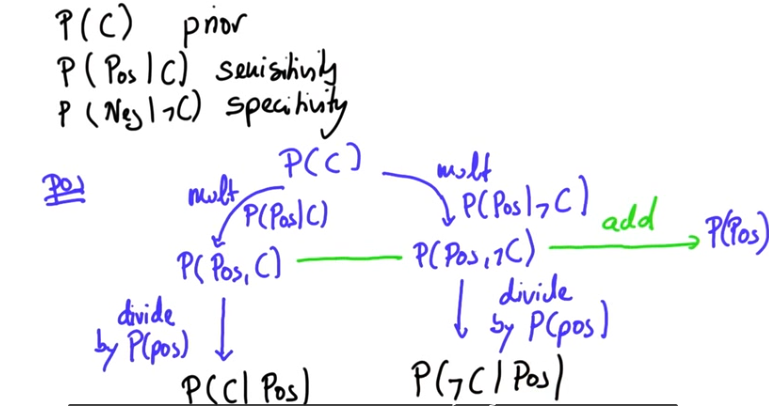 P(C) prior
P(Pos|C) sensitivity
P(Neg|¬C) specitivity
Pos
P(C)
mult
mult
P(Pos|C)
P(Pos|¬C)
add
P(Pos, C)
P(Pos,¬C)
P(Pos)
divide
by P(pos)
divide
by P(pos)
P(C|Pos)
P(¬C|Pos)